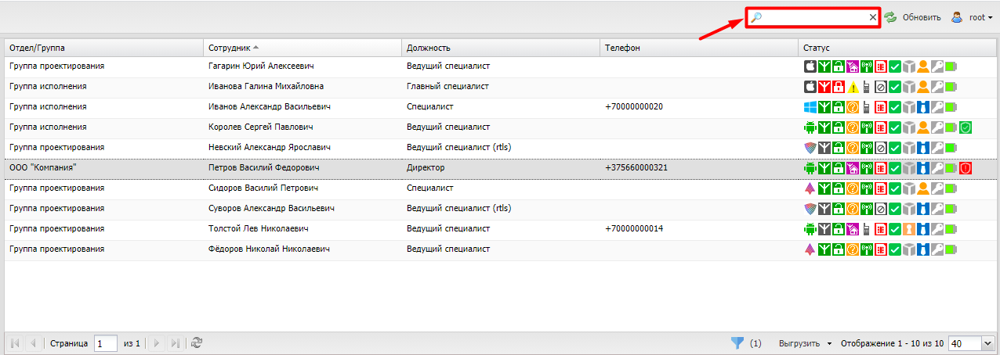 Обновить root
Отдел/Группа Сотрудник Должность Телефон Статус
Группа проектирования Гагарин Юрий Алексеевич Ведущий специалист
Группа исполнения Иванова Галина Михайловна Главный специалист
Группа исполнения Иванов Александр Васильевич Специалист +70000000020
Группа исполнения Королев Сергей Павлович Ведущий специалист
Группа проектирования Невский Александр Ярославич Ведущий специалист (rtls)
ООО "Компания" Петров Василий Федорович Директор +375660000321
Группа проектирования Сидоров Василий Петрович Специалист
Группа проектирования Суворов Александр Васильевич Ведущий специалист (rtls)
Группа проектирования Толстой Лев Николаевич Ведущий специалист +70000000014
Группа проектирования Фёдоров Николай Николаевич Ведущий специалист
Страница 1 из 1 (1) Выгрузить Отображение 1 - 10 из 10 40